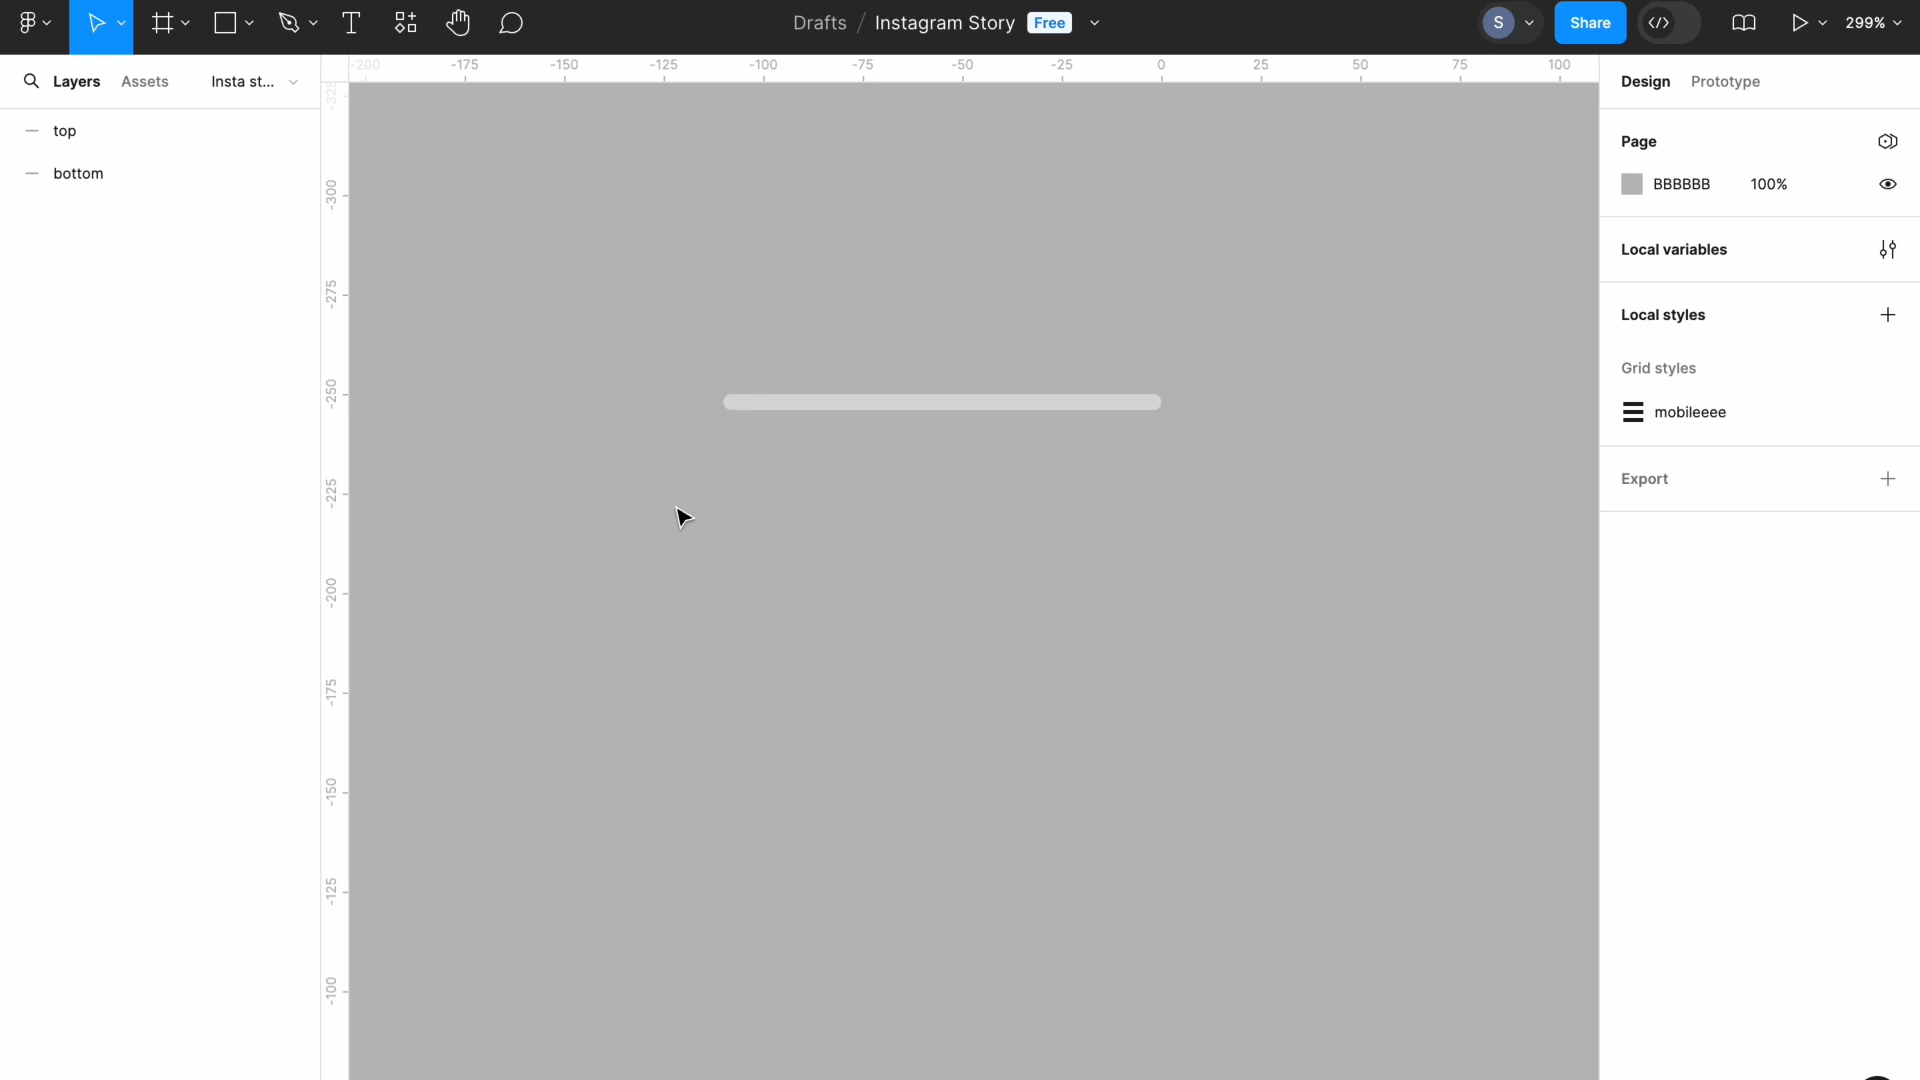 Drafts / Instagram Story Free
S
Share
299%
Layers Assets Insta st...
top
bottom
-200 -175 -150 -125 -100 -75 -50 -25 0 25 50 75 100
-325
-300
-275
-250
-225
-200
-175
-150
-125
-100
Design Prototype
Page
BBBBBB 100%
Local variables
Local styles
Grid styles
mobileeee
Export